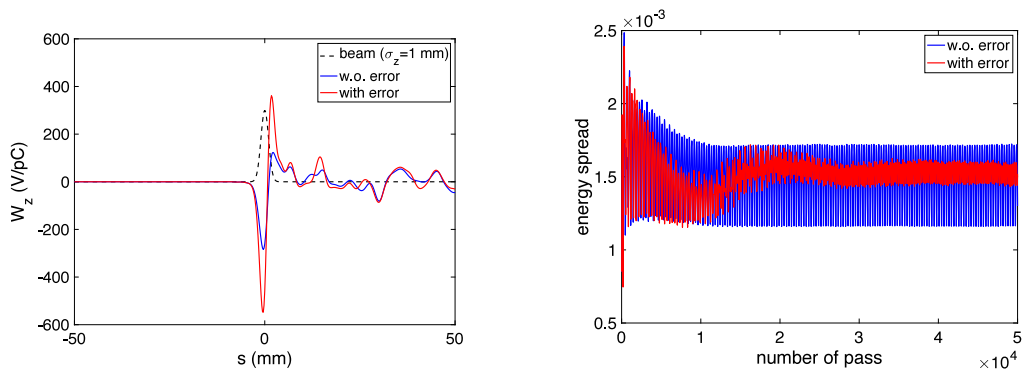 600
400
200
0
-200
-400
-600
W_z (V/pC)
-50
0
50
s (mm)
beam (σ_z=1 mm)
w.o. error
with error
×10^-3
2.5
2
1.5
1
0.5
energy spread
0
1
2
3
4
5
number of pass
×10^4
w.o. error
with error